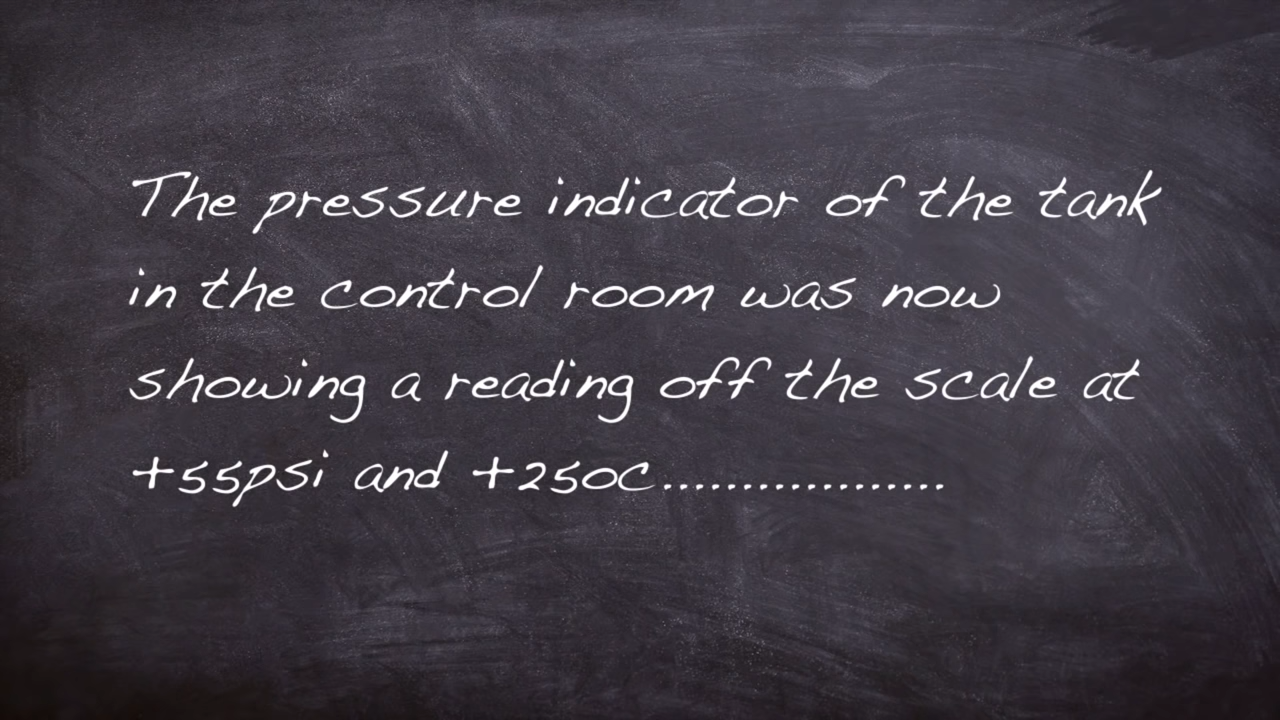 The pressure indicator of the tank
in the control room was now
showing a reading off the scale at
+55psi and +250C..................